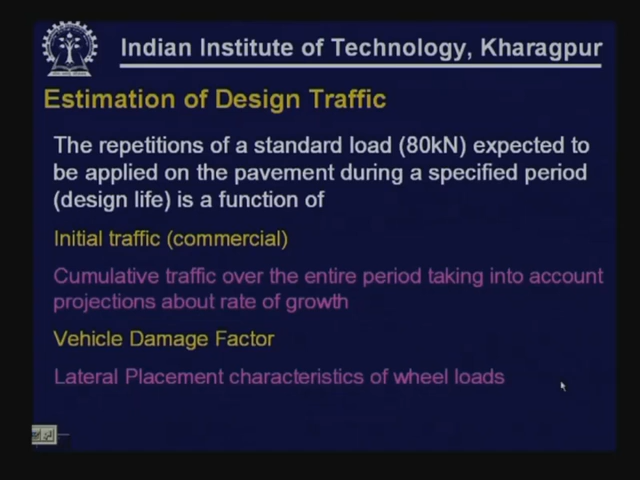 Indian Institute of Technology, Kharagpur
Estimation of Design Traffic
The repetitions of a standard load (80kN) expected to
be applied on the pavement during a specified period
(design life) is a function of
Initial traffic (commercial)
Cumulative traffic over the entire period taking into account
projections about rate of growth
Vehicle Damage Factor
Lateral Placement characteristics of wheel loads